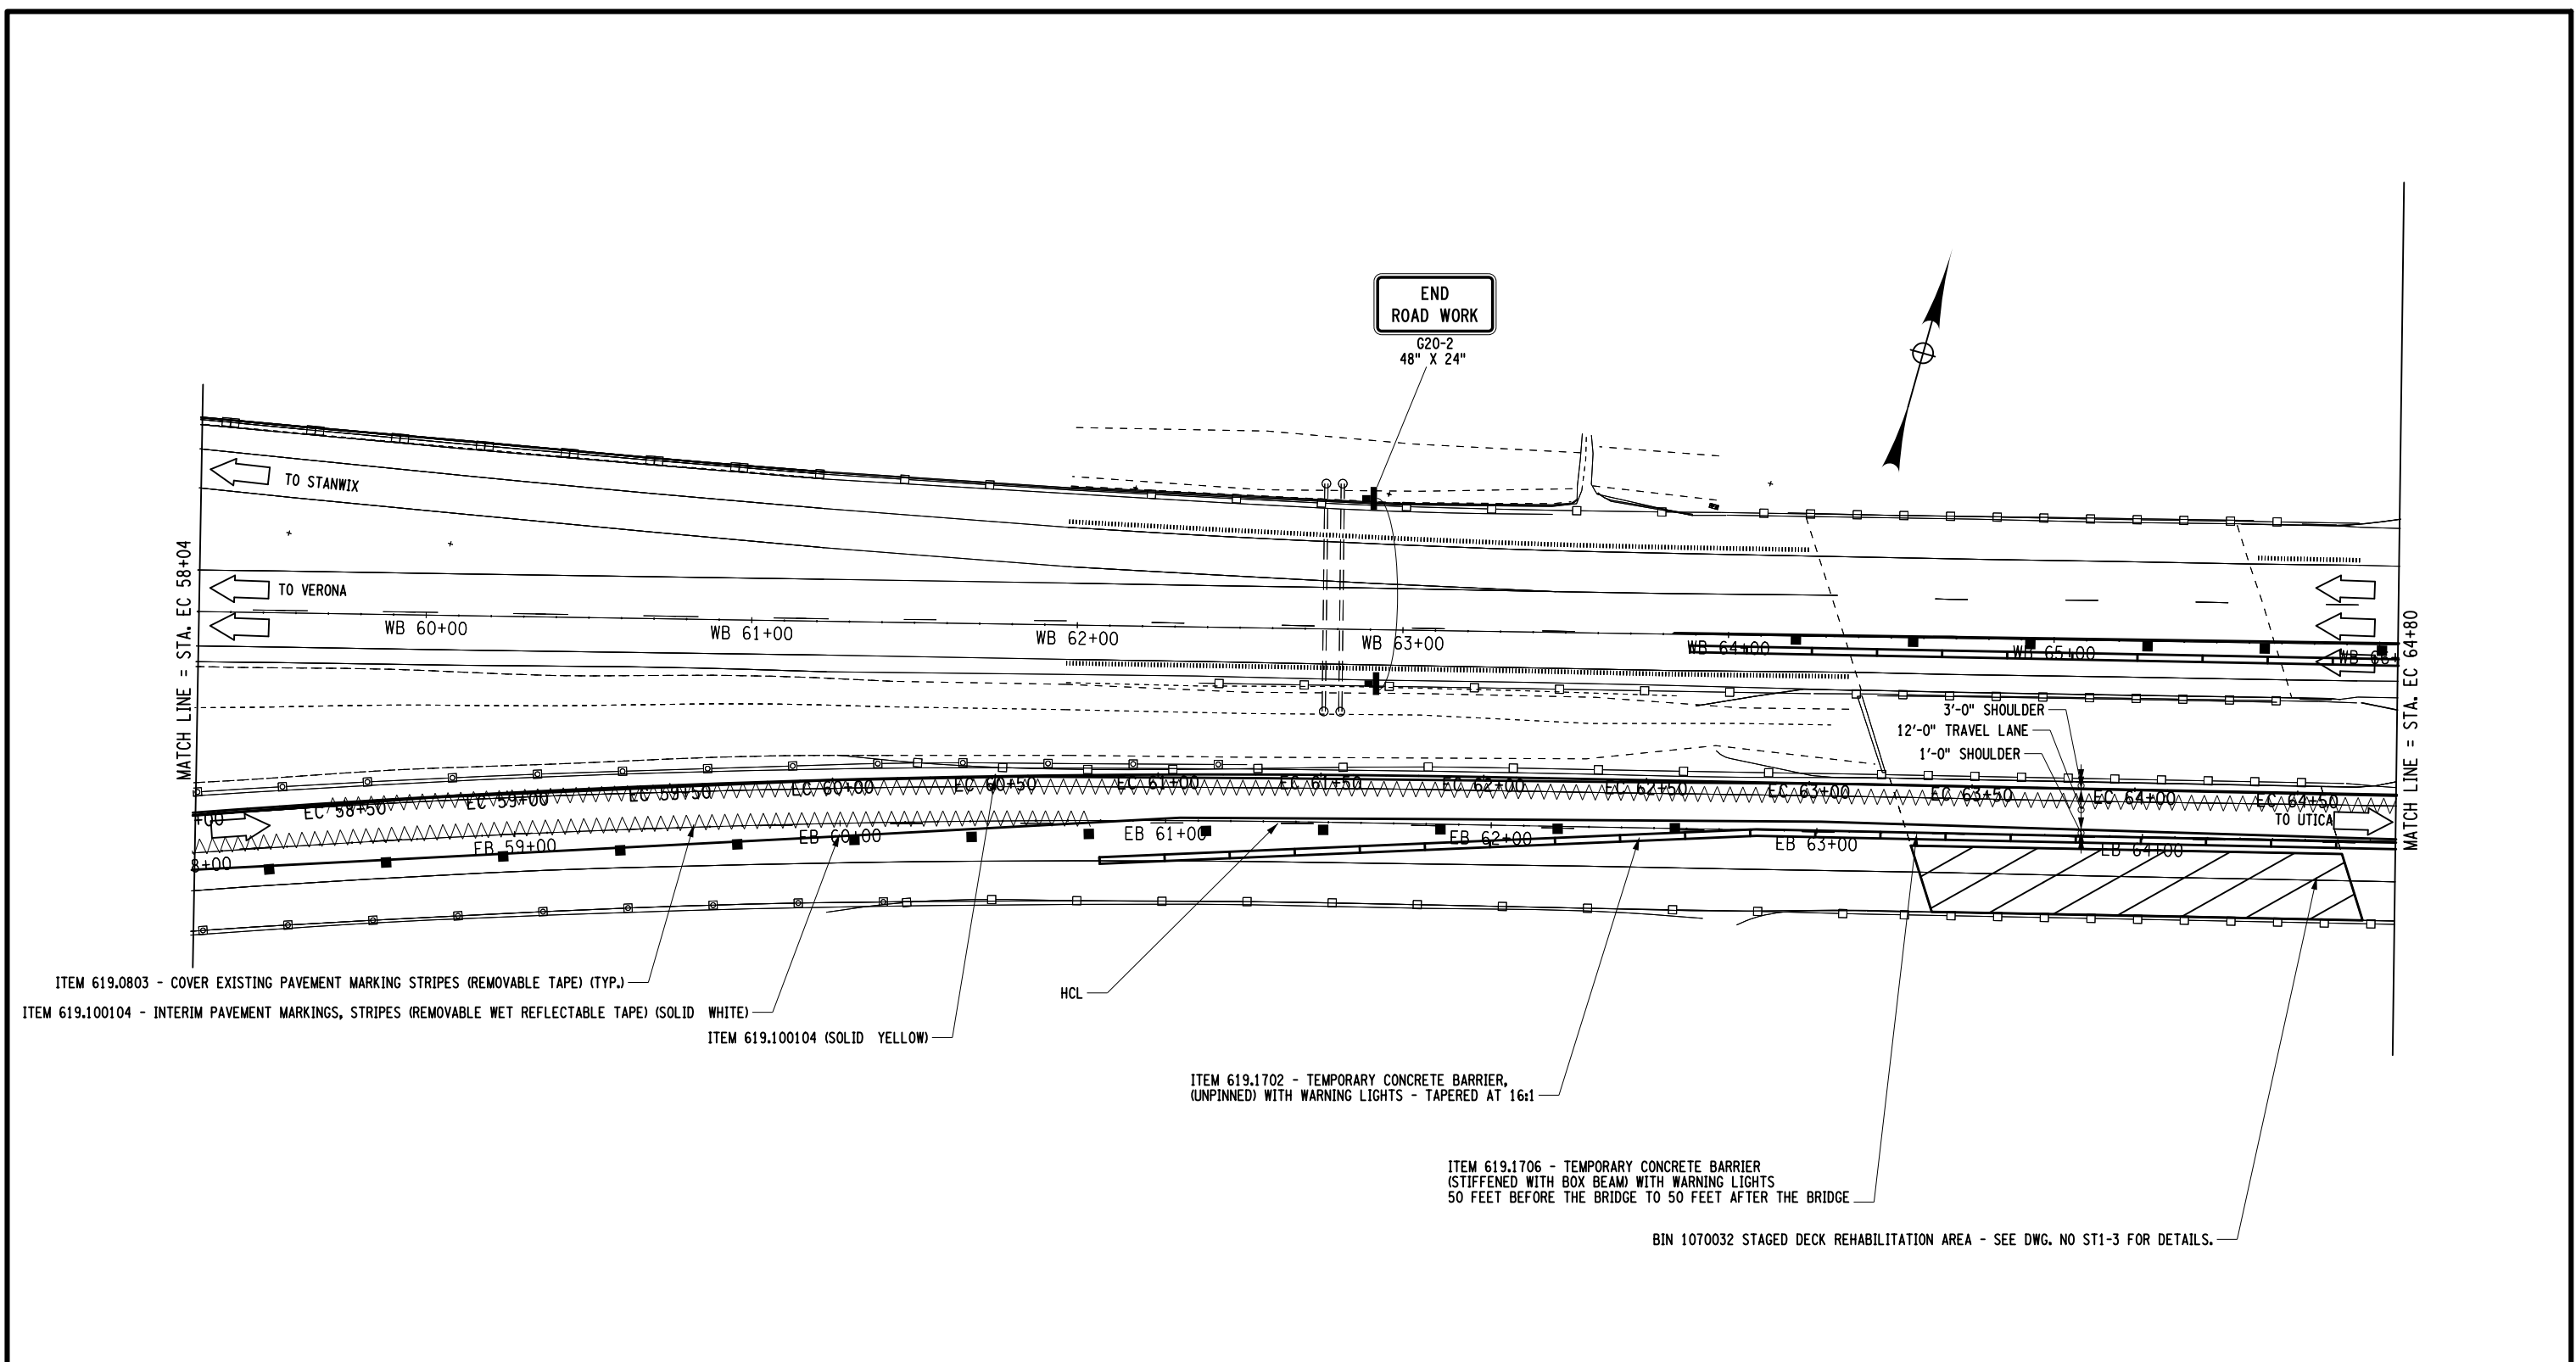 END
ROAD WORK
G20-2
48" X 24"
TO STANWIX
TO VERONA
MATCH LINE = STA. EC 58+04
MATCH LINE = STA. EC 64+80
WB 60+00
WB 61+00
WB 62+00
WB 63+00
WB 64+00
WB 65+00
3'-0" SHOULDER
12'-0" TRAVEL LANE
1'-0" SHOULDER
EC 58+50
EC 59+00
EC 59+50
EC 60+00
EC 60+50
EC 61+00
EC 61+50
EC 62+00
EC 62+50
EC 63+00
EC 63+50
EC 64+00
EC 64+50
+00
TO UTICA
8+00
EB 59+00
EB 60+00
EB 61+00
EB 62+00
EB 63+00
EB 64+00
ITEM 619.0803 - COVER EXISTING PAVEMENT MARKING STRIPES (REMOVABLE TAPE) (TYP.)
ITEM 619.100104 - INTERIM PAVEMENT MARKINGS, STRIPES (REMOVABLE WET REFLECTABLE TAPE) (SOLID WHITE)
ITEM 619.100104 (SOLID YELLOW)
HCL
ITEM 619.1702 - TEMPORARY CONCRETE BARRIER,
(UNPINNED) WITH WARNING LIGHTS - TAPERED AT 16:1
ITEM 619.1706 - TEMPORARY CONCRETE BARRIER
(STIFFENED WITH BOX BEAM) WITH WARNING LIGHTS
50 FEET BEFORE THE BRIDGE TO 50 FEET AFTER THE BRIDGE
BIN 1070032 STAGED DECK REHABILITATION AREA - SEE DWG. NO ST1-3 FOR DETAILS.